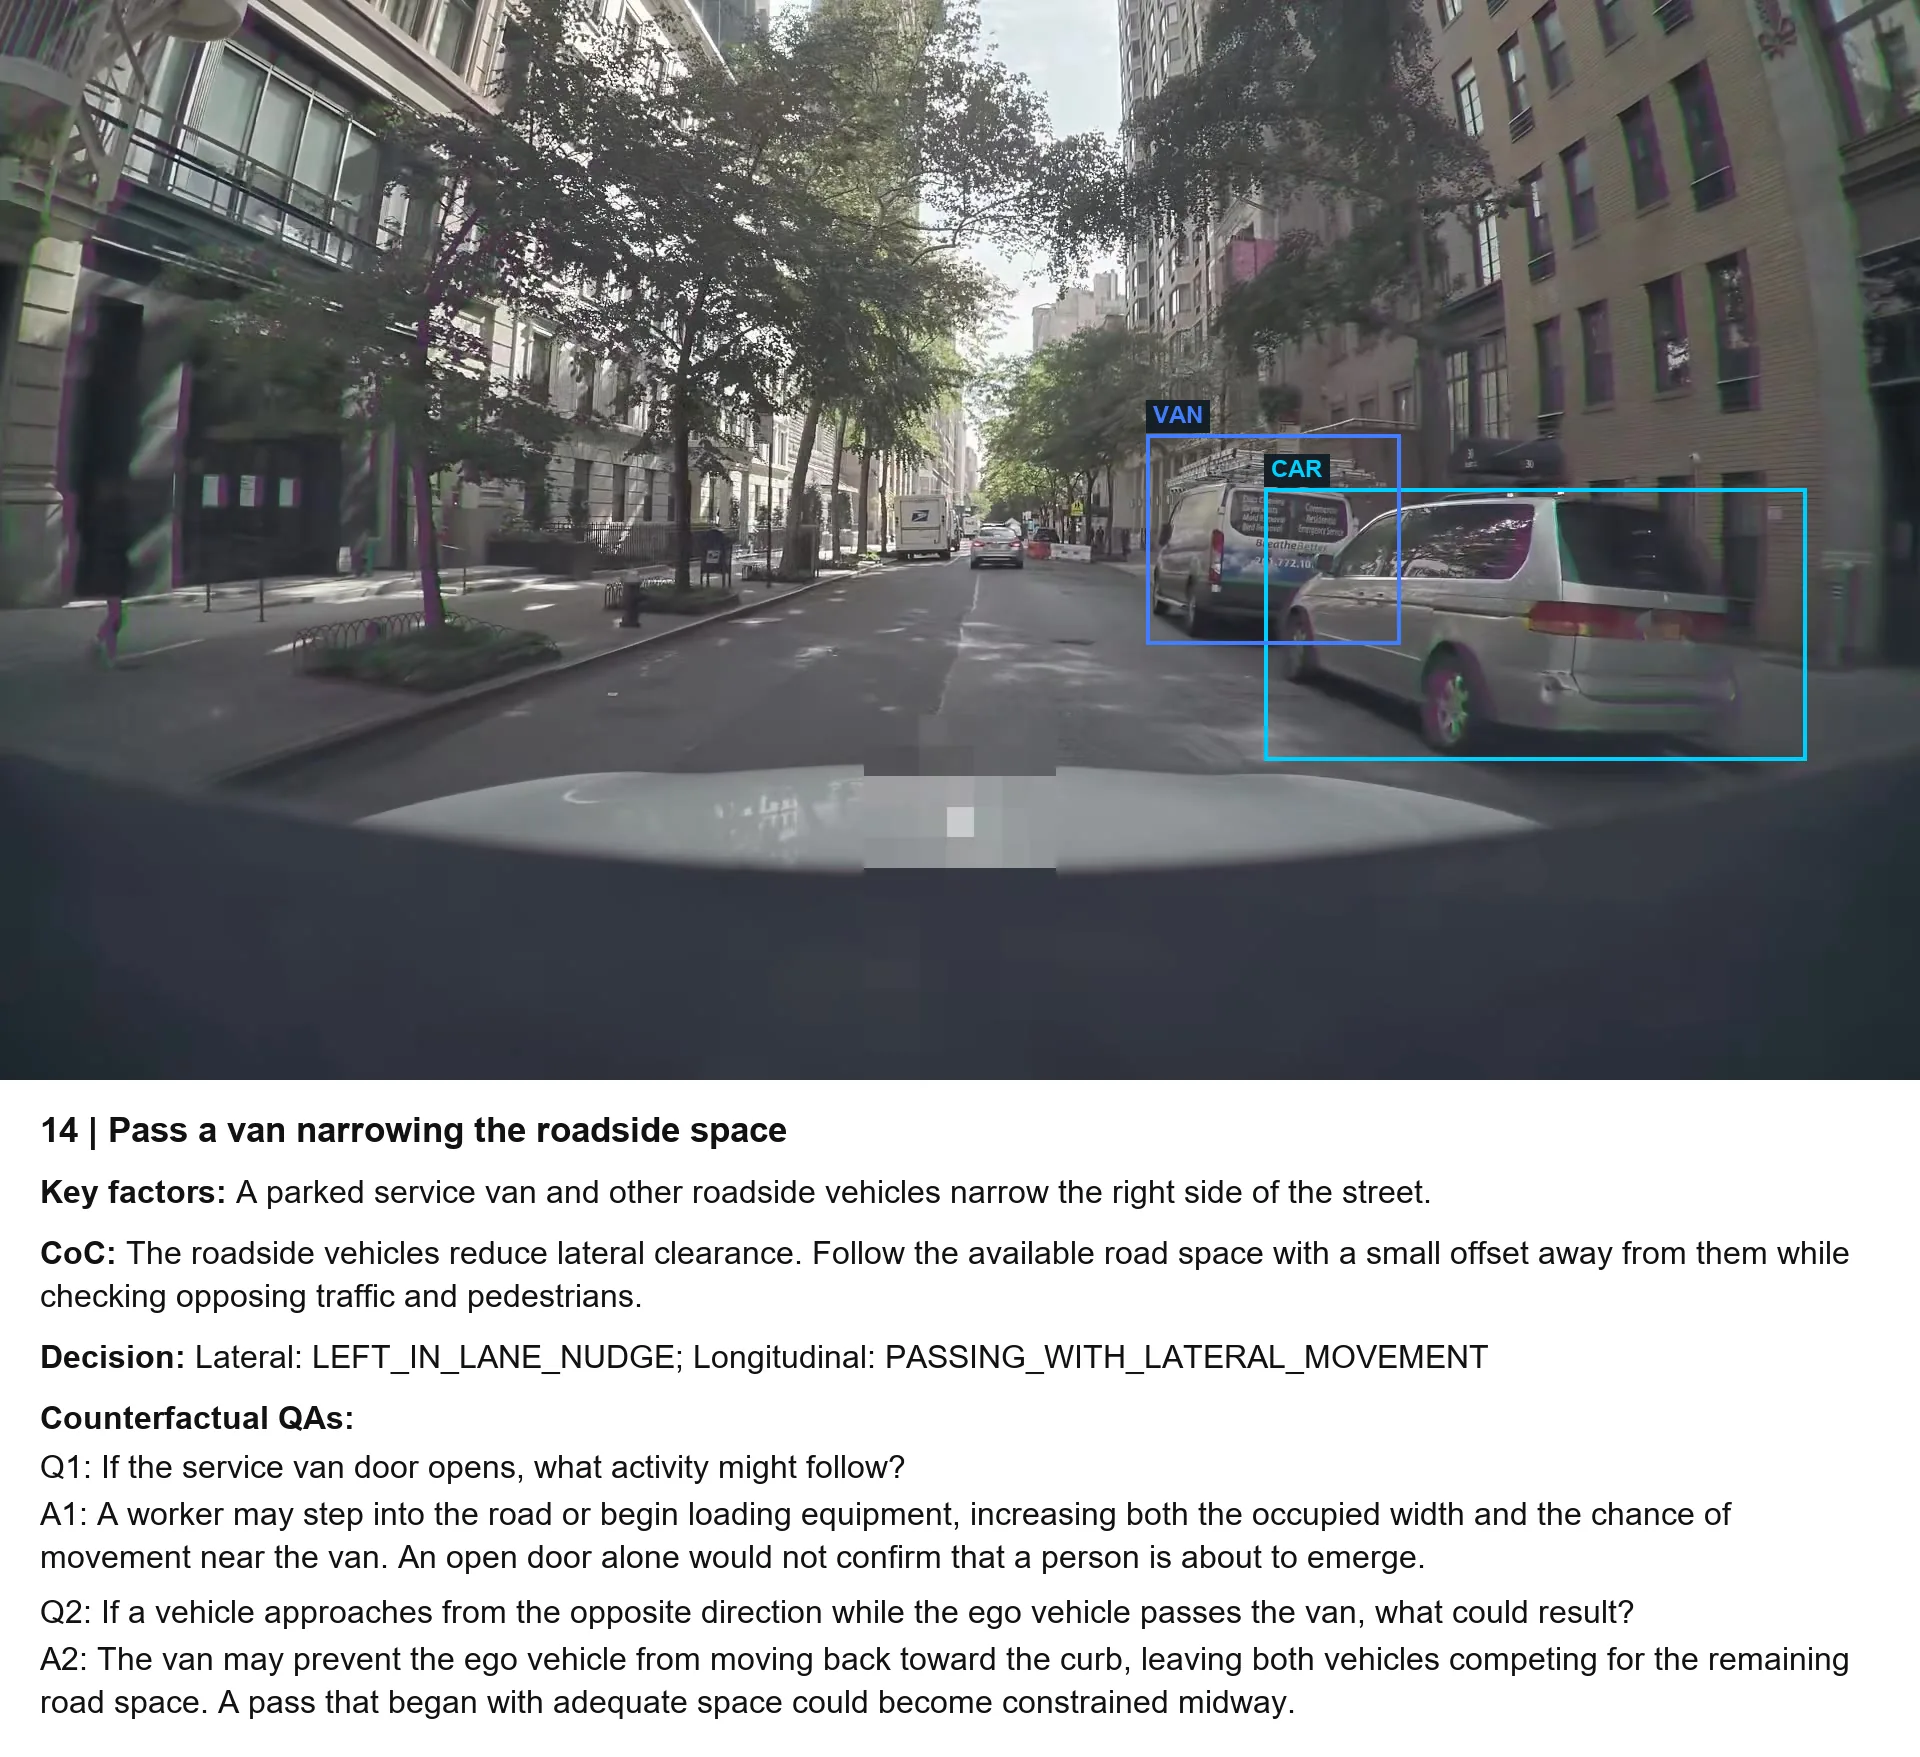 VAN
CAR
30
30
BreatheBetter
14 | Pass a van narrowing the roadside space
Key factors: A parked service van and other roadside vehicles narrow the right side of the street.
CoC: The roadside vehicles reduce lateral clearance. Follow the available road space with a small offset away from them while
checking opposing traffic and pedestrians.
Decision: Lateral: LEFT_IN_LANE_NUDGE; Longitudinal: PASSING_WITH_LATERAL_MOVEMENT
Counterfactual QAs:
Q1: If the service van door opens, what activity might follow?
A1: A worker may step into the road or begin loading equipment, increasing both the occupied width and the chance of
movement near the van. An open door alone would not confirm that a person is about to emerge.
Q2: If a vehicle approaches from the opposite direction while the ego vehicle passes the van, what could result?
A2: The van may prevent the ego vehicle from moving back toward the curb, leaving both vehicles competing for the remaining
road space. A pass that began with adequate space could become constrained midway.